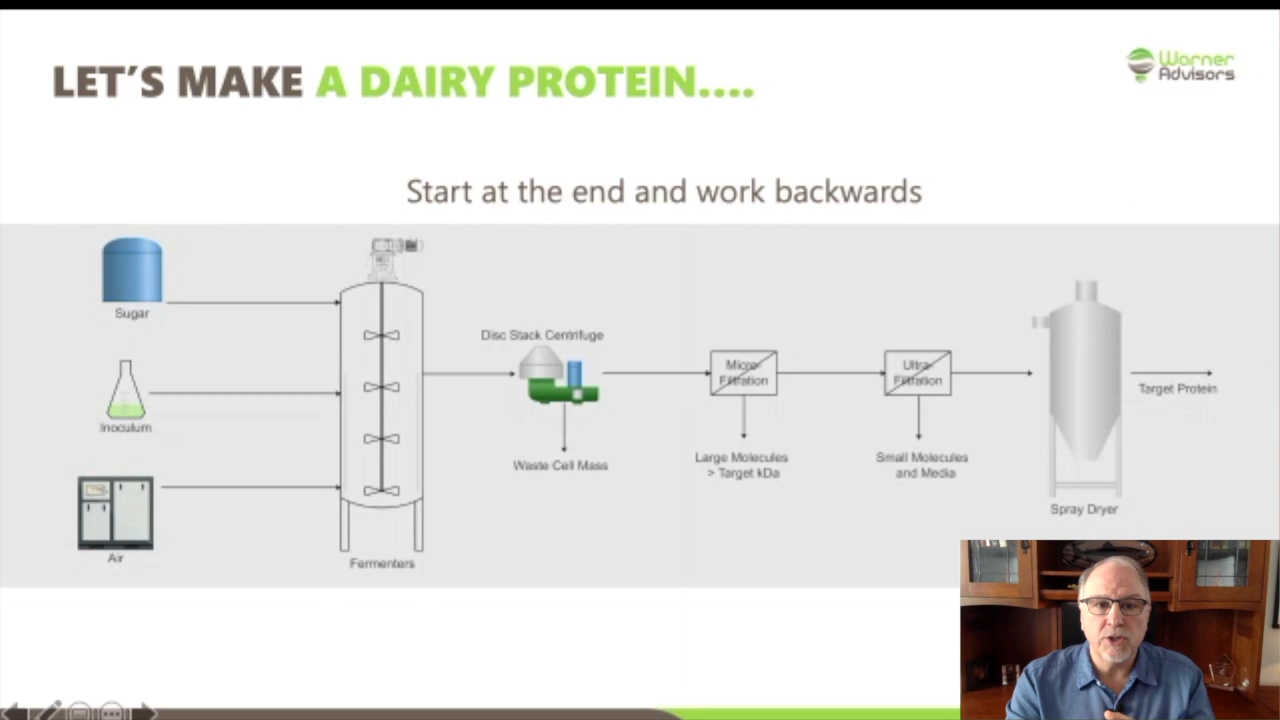 LET'S MAKE A DAIRY PROTEIN....
Warner
Advisors
Start at the end and work backwards
Sugar
Inoculum
Air
Fermenters
Disc Stack Centrifuge
Waste Cell Mass
Micro-
Filtration
Large Molecules
> Target kDa
Ultra-
Filtration
Small Molecules
and Media
Spray Dryer
Target Protein